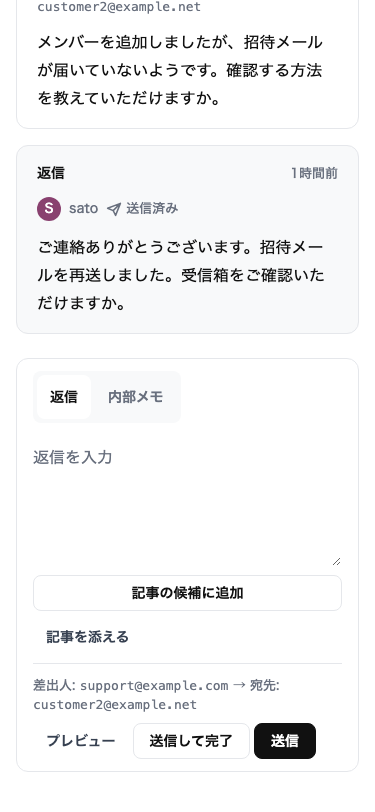 customer2@example.net
メンバーを追加しましたが、招待メール
が届いていないようです。確認する方法
を教えていただけますか。
返信
1時間前
S sato 送信済み
ご連絡ありがとうございます。招待メー
ルを再送しました。受信箱をご確認いた
だけますか。
返信 内部メモ
返信を入力
記事の候補に追加
記事を添える
差出人: support@example.com → 宛先:
customer2@example.net
プレビュー 送信して完了 送信